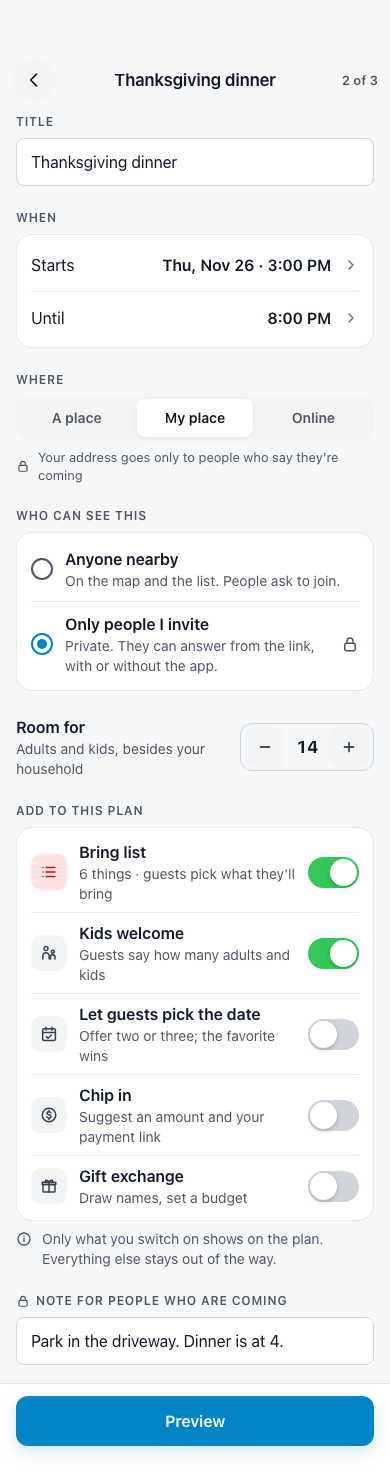 Thanksgiving dinner
2 of 3
TITLE
Thanksgiving dinner
WHEN
Starts
Thu, Nov 26 · 3:00 PM
Until
8:00 PM
WHERE
A place
My place
Online
Your address goes only to people who say they're
coming
WHO CAN SEE THIS
Anyone nearby
On the map and the list. People ask to join.
Only people I invite
Private. They can answer from the link,
with or without the app.
Room for
Adults and kids, besides your
household
14
ADD TO THIS PLAN
Bring list
6 things · guests pick what they'll
bring
Kids welcome
Guests say how many adults and
kids
Let guests pick the date
Offer two or three; the favorite
wins
Chip in
Suggest an amount and your
payment link
Gift exchange
Draw names, set a budget
Only what you switch on shows on the plan.
Everything else stays out of the way.
NOTE FOR PEOPLE WHO ARE COMING
Park in the driveway. Dinner is at 4.
Preview